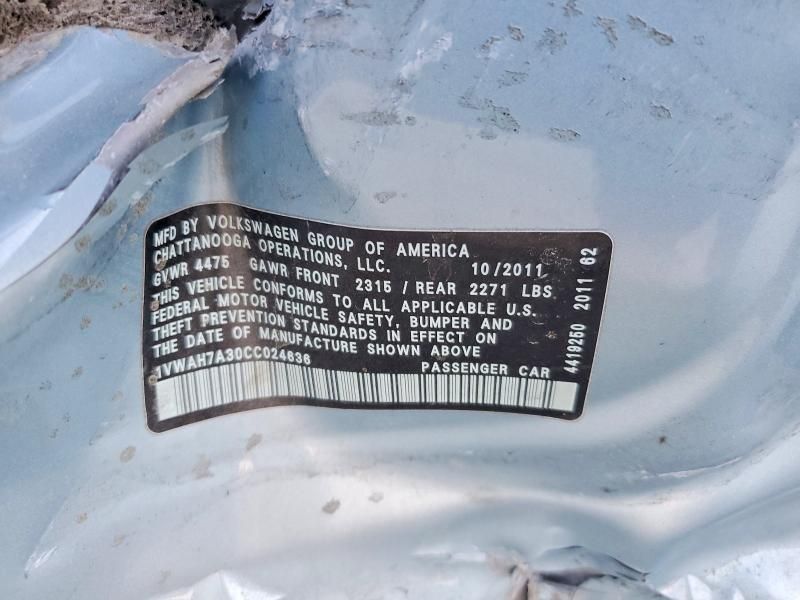 MFD BY VOLKSWAGEN GROUP OF AMERICA
CHATTANOOGA OPERATIONS, LLC. 10/2011
GVWR 4475 GAWR FRONT 2315 / REAR 2271 LBS
THIS VEHICLE CONFORMS TO ALL APPLICABLE U.S.
FEDERAL MOTOR VEHICLE SAFETY, BUMPER AND
THEFT PREVENTION STANDARDS IN EFFECT ON
THE DATE OF MANUFACTURE SHOWN ABOVE
1VWAH7A30CC024636 PASSENGER CAR
4419260 2011 62